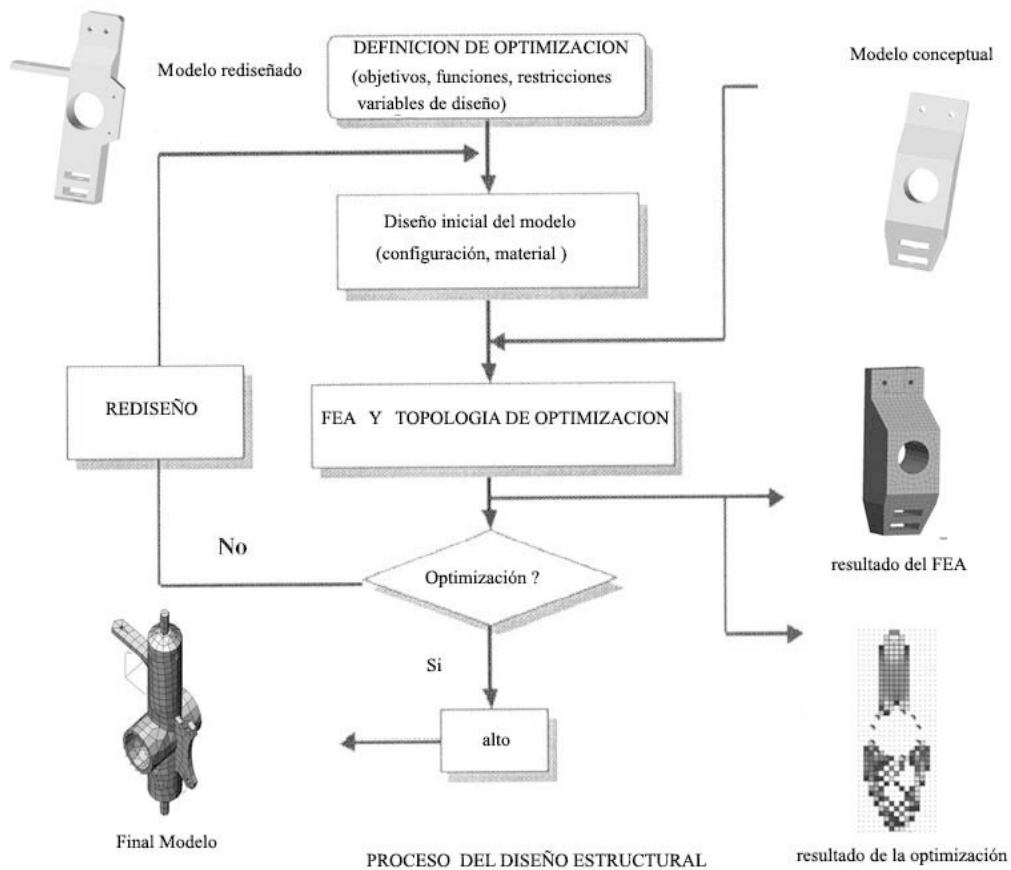 DEFINICION DE OPTIMIZACION
(objetivos, funciones, restricciones
variables de diseño)
Modelo rediseñado
Modelo conceptual
Diseño inicial del modelo
(configuración, material )
REDISEÑO
FEA Y TOPOLOGIA DE OPTIMIZACION
No
Optimización ?
resultado del FEA
Si
alto
Final Modelo
resultado de la optimización
PROCESO DEL DISEÑO ESTRUCTURAL